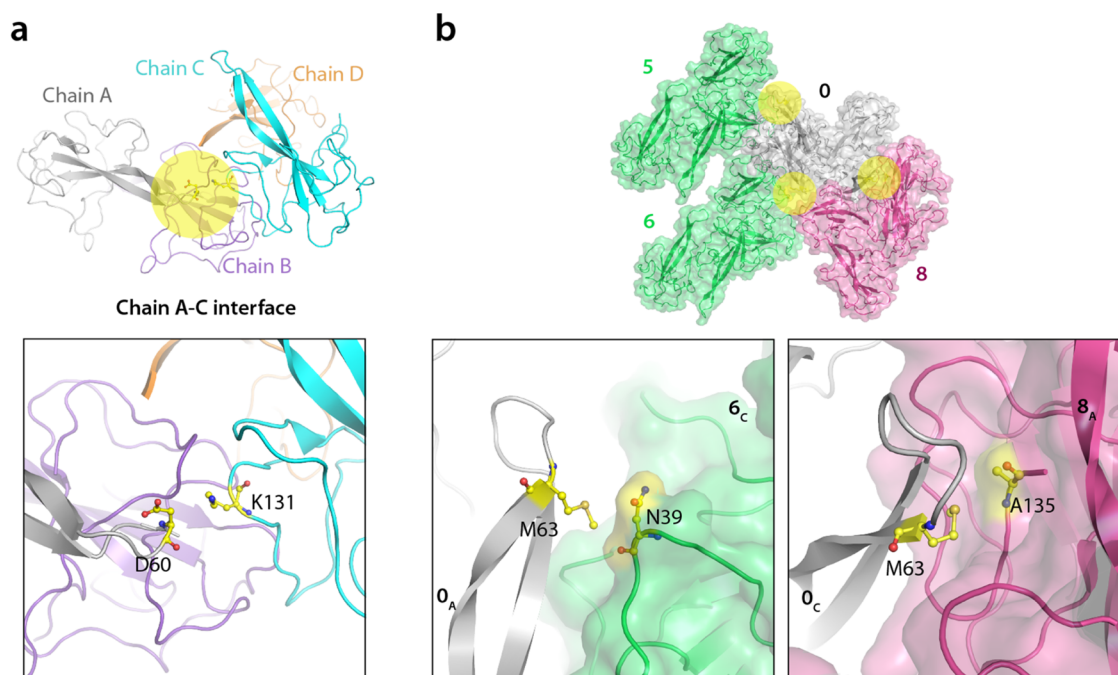 a
b
Chain C
Chain D
Chain A
Chain B
5
0
6
8
Chain A-C interface
K131
D60
6C
M63
N39
0A
8A
A135
M63
0C